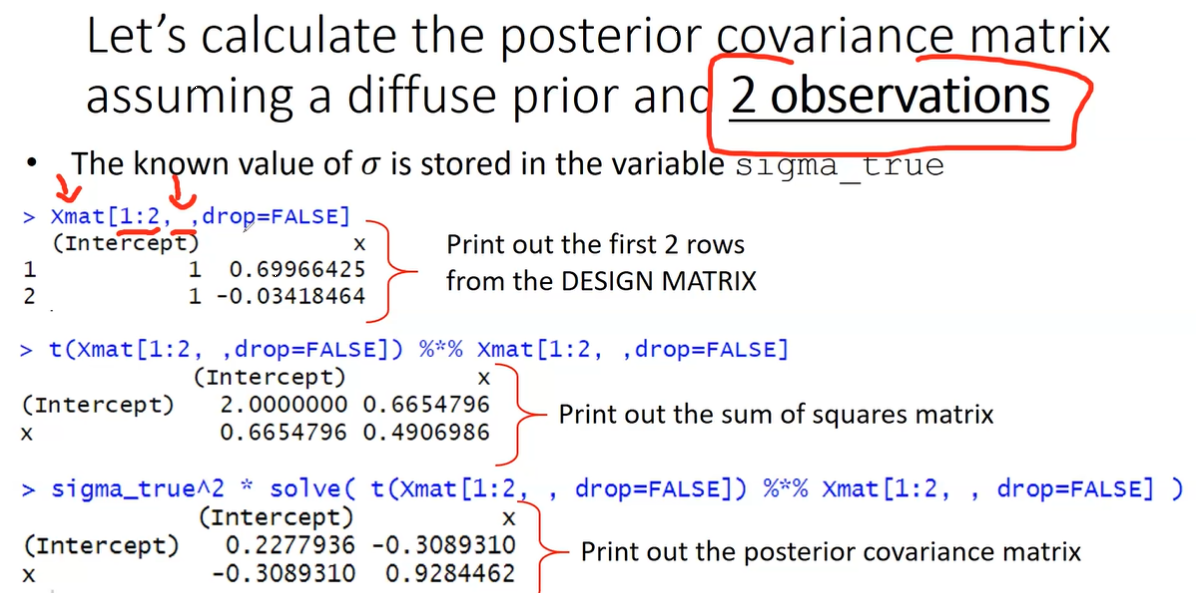 Let's calculate the posterior covariance matrix
assuming a diffuse prior and 2 observations
• The known value of σ is stored in the variable sigma_true
> Xmat[1:2, ,drop=FALSE]
(Intercept) x
1 1 0.69966425
2 1 -0.03418464
Print out the first 2 rows
from the DESIGN MATRIX
> t(Xmat[1:2, ,drop=FALSE]) %*% Xmat[1:2, ,drop=FALSE]
(Intercept) x
(Intercept) 2.0000000 0.6654796
x 0.6654796 0.4906986
Print out the sum of squares matrix
> sigma_true^2 * solve( t(Xmat[1:2, , drop=FALSE]) %*% Xmat[1:2, , drop=FALSE] )
(Intercept) x
(Intercept) 0.2277936 -0.3089310
x -0.3089310 0.9284462
Print out the posterior covariance matrix